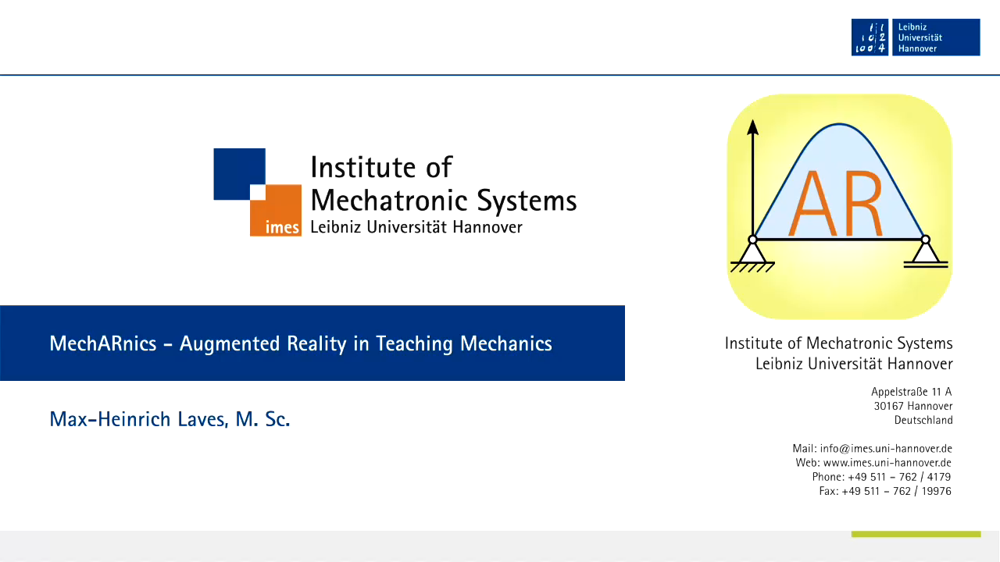 Leibniz
Universität
Hannover
Institute of
Mechatronic Systems
imes
Leibniz Universität Hannover
AR
MechARnics - Augmented Reality in Teaching Mechanics
Max-Heinrich Laves, M. Sc.
Institute of Mechatronic Systems
Leibniz Universität Hannover
Appelstraße 11 A
30167 Hannover
Deutschland
Mail: info@imes.uni-hannover.de
Web: www.imes.uni-hannover.de
Phone: +49 511 – 762 / 4179
Fax: +49 511 – 762 / 19976